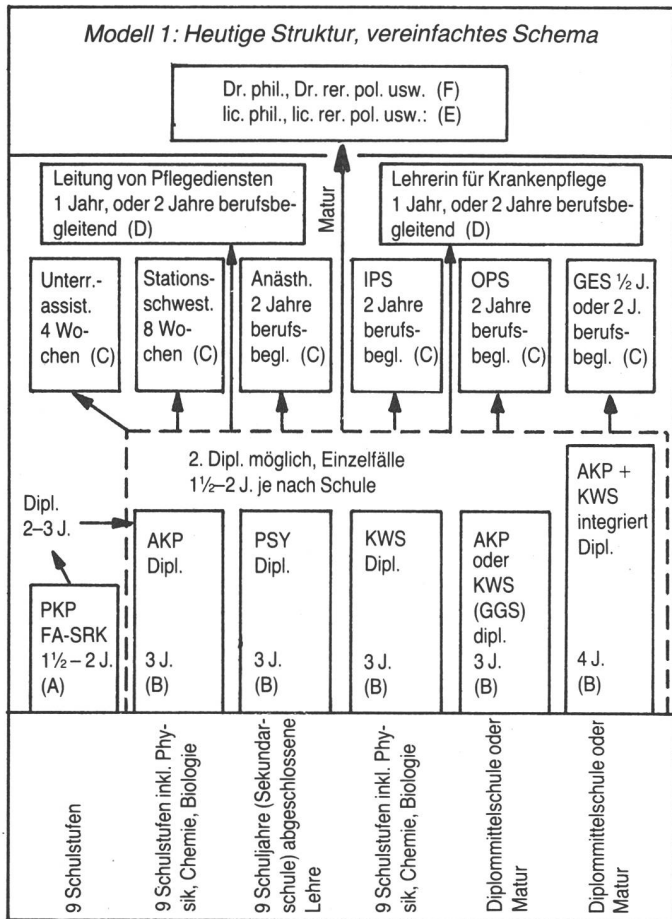 Modell 1: Heutige Struktur, vereinfachtes Schema
Dr. phil., Dr. rer. pol. usw. (F)
lic. phil., lic. rer. pol. usw.: (E)
Leitung von Pflegediensten
1 Jahr, oder 2 Jahre berufsbe-
gleitend (D)
Matur
Lehrerin für Krankenpflege
1 Jahr, oder 2 Jahre berufsbe-
gleitend (D)
Unterr.-
assist.
4 Wo-
chen (C)
Stations-
schwest.
8 Wo-
chen (C)
Anästh.
2 Jahre
berufs-
begl. (C)
IPS
2 Jahre
berufs-
begl. (C)
OPS
2 Jahre
berufs-
begl. (C)
GES ½ J.
oder 2 J.
berufs-
begl. (C)
2. Dipl. möglich, Einzelfälle
1½–2 J. je nach Schule
Dipl.
2–3 J.
PKP
FA-SRK
1½ – 2 J.
(A)
AKP
Dipl.
3 J.
(B)
PSY
Dipl.
3 J.
(B)
KWS
Dipl.
3 J.
(B)
AKP
oder
KWS
(GGS)
dipl.
3 J.
(B)
AKP +
KWS
integriert
Dipl.
4 J.
(B)
9 Schulstufen
9 Schulstufen inkl. Phy-
sik, Chemie, Biologie
9 Schuljahre (Sekundar-
schule) abgeschlossene
Lehre
9 Schulstufen inkl. Phy-
sik, Chemie, Biologie
Diplommittelschule oder
Matur
Diplommittelschule oder
Matur